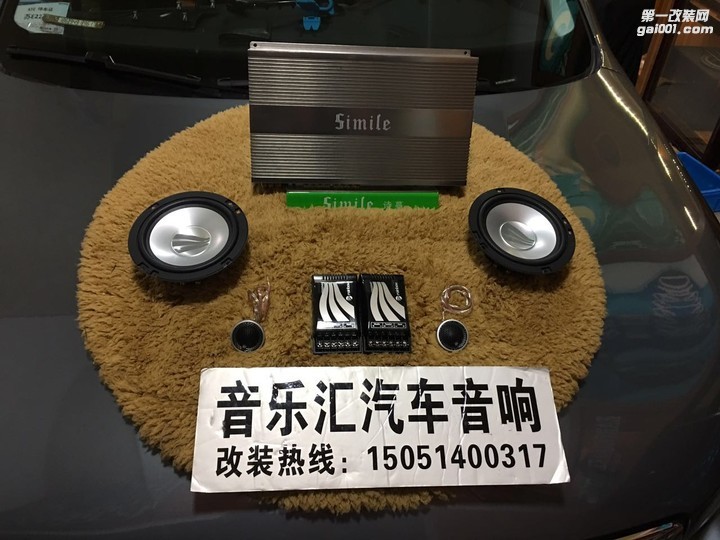 第一改装网
gai001.com
Simile
Simile 诗蔓
音乐汇汽车音响
改装热线：15051400317